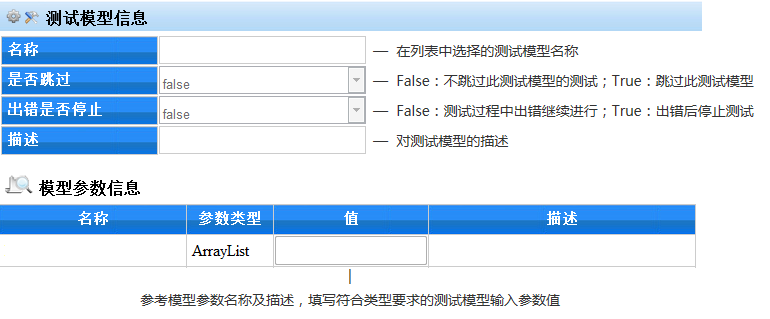 测试模型信息
名称 — 在列表中选择的测试模型名称
是否跳过 false — False：不跳过此测试模型的测试；True：跳过此测试模型
出错是否停止 false — False：测试过程中出错继续进行；True：出错后停止测试
描述 — 对测试模型的描述
模型参数信息
名称 参数类型 值 描述
ArrayList
参考模型参数名称及描述，填写符合类型要求的测试模型输入参数值